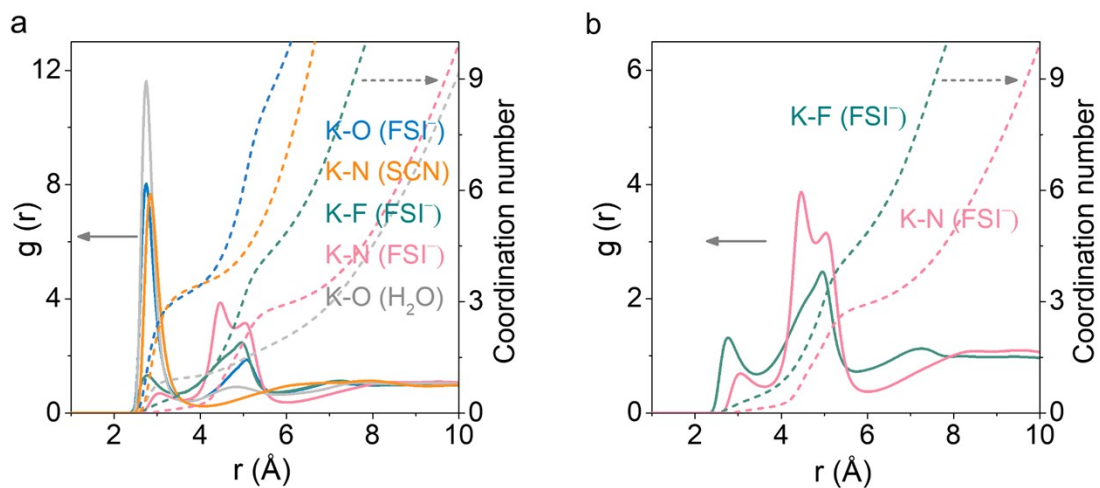 a
12
8
4
0
g (r)
2
4
6
8
10
r (Å)
9
6
3
0
Coordination number
K-O (FSI⁻)
K-N (SCN)
K-F (FSI⁻)
K-N (FSI⁻)
K-O (H₂O)
b
6
4
2
0
g (r)
2
4
6
8
10
r (Å)
9
6
3
0
Coordination number
K-F (FSI⁻)
K-N (FSI⁻)